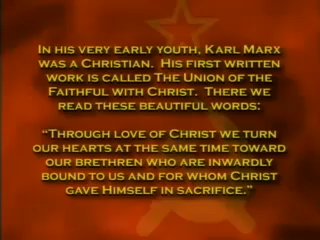 In his very early youth, Karl Marx
was a Christian. His first written
work is called The Union of the
Faithful with Christ. There we
read these beautiful words:
“Through love of Christ we turn
our hearts at the same time toward
our brethren who are inwardly
bound to us and for whom Christ
gave Himself in sacrifice.”